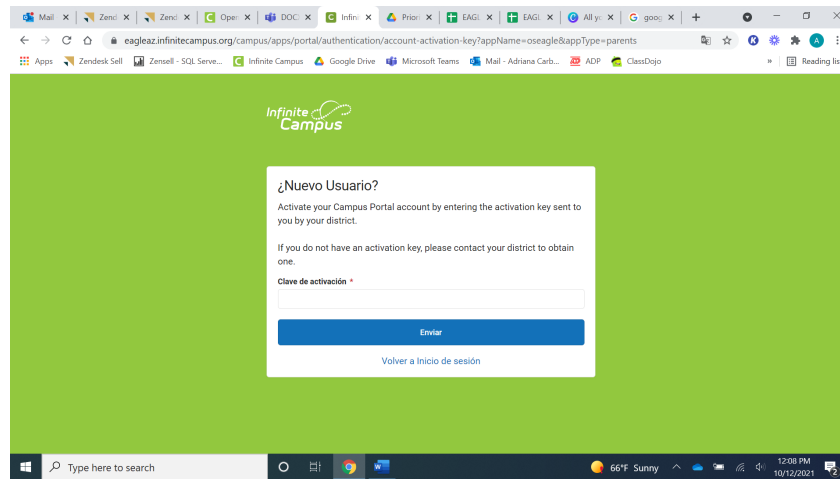 Mail
Zend
Zend
Oper
DOC
Infini
Prior
EAGL
EAGL
All yo
goog
eagleaz.infinitecampus.org/campus/apps/portal/authentication/account-activation-key?appName=oseagle&appType=parents
K
A
Apps
Zendesk Sell
Zensell - SQL Serve...
Infinite Campus
Google Drive
Microsoft Teams
Mail - Adriana Carb...
ADP
ClassDojo
»
Reading lis
Infinite
Campus
¿Nuevo Usuario?
Activate your Campus Portal account by entering the activation key sent to
you by your district.
If you do not have an activation key, please contact your district to obtain
one.
Clave de activación *
Enviar
Volver a Inicio de sesión
Type here to search
66°F Sunny
12:08 PM
10/12/2021
2